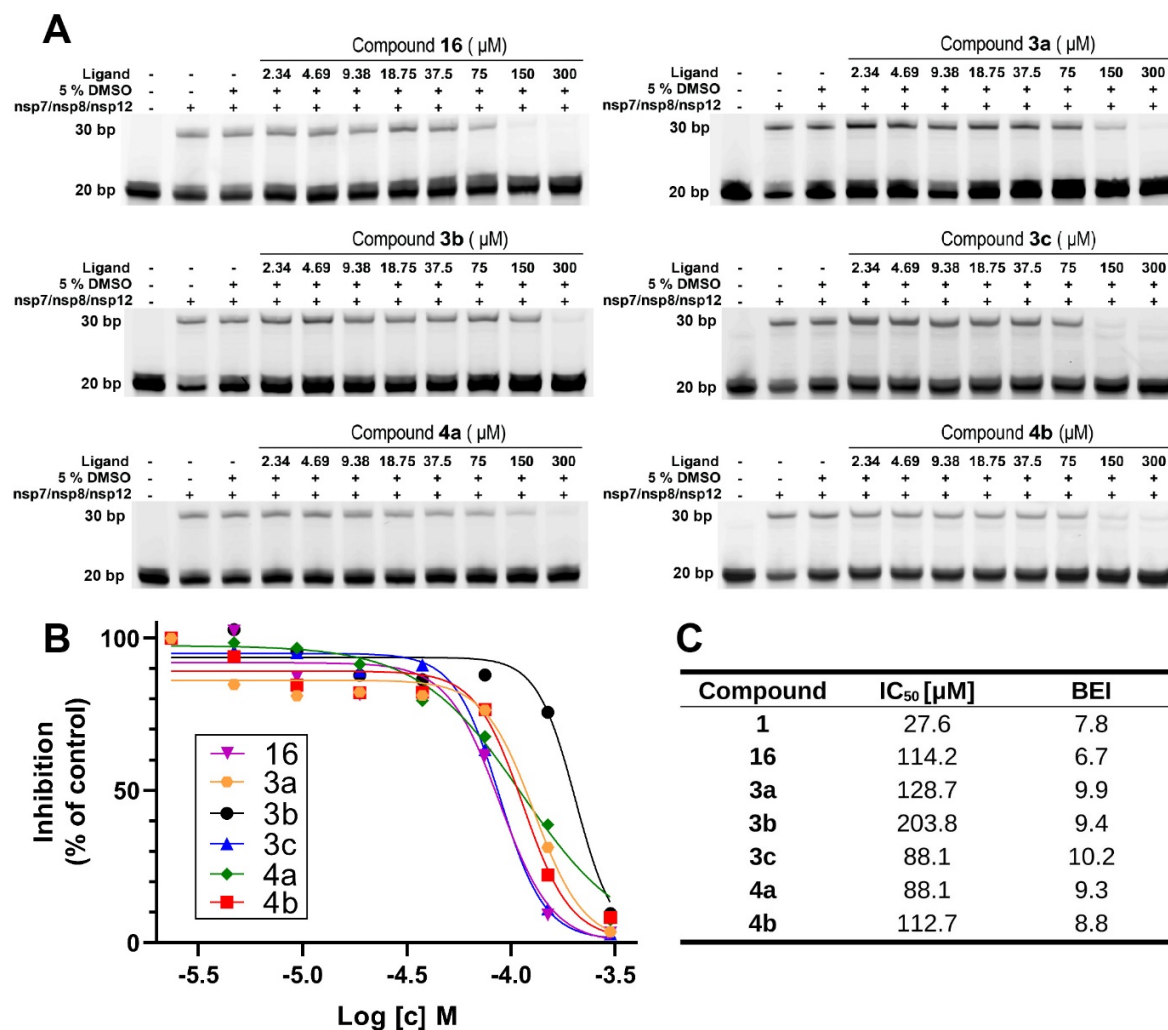 A
Compound 16 ( µM)
Ligand - - - 2.34 4.69 9.38 18.75 37.5 75 150 300
5 % DMSO - - + + + + + + + + +
nsp7/nsp8/nsp12 - + + + + + + + + + +
30 bp
20 bp
Compound 3a ( µM)
Ligand - - - 2.34 4.69 9.38 18.75 37.5 75 150 300
5 % DMSO - - + + + + + + + + +
nsp7/nsp8/nsp12 - + + + + + + + + + +
30 bp
20 bp
Compound 3b ( µM)
Ligand - - - 2.34 4.69 9.38 18.75 37.5 75 150 300
5 % DMSO - - + + + + + + + + +
nsp7/nsp8/nsp12 - + + + + + + + + + +
30 bp
20 bp
Compound 3c ( µM)
Ligand - - - 2.34 4.69 9.38 18.75 37.5 75 150 300
5 % DMSO - - + + + + + + + + +
nsp7/nsp8/nsp12 - + + + + + + + + + +
30 bp
20 bp
Compound 4a ( µM)
Ligand - - - 2.34 4.69 9.38 18.75 37.5 75 150 300
5 % DMSO - - + + + + + + + + +
nsp7/nsp8/nsp12 - + + + + + + + + + +
30 bp
20 bp
Compound 4b (µM)
Ligand - - - 2.34 4.69 9.38 18.75 37.5 75 150 300
5 % DMSO - - + + + + + + + + +
nsp7/nsp8/nsp12 - + + + + + + + + + +
30 bp
20 bp
B
Inhibition
(% of control)
100
50
0
16
3a
3b
3c
4a
4b
-5.5 -5.0 -4.5 -4.0 -3.5
Log [c] M
C
Compound IC₅₀ [µM] BEI
1 27.6 7.8
16 114.2 6.7
3a 128.7 9.9
3b 203.8 9.4
3c 88.1 10.2
4a 88.1 9.3
4b 112.7 8.8